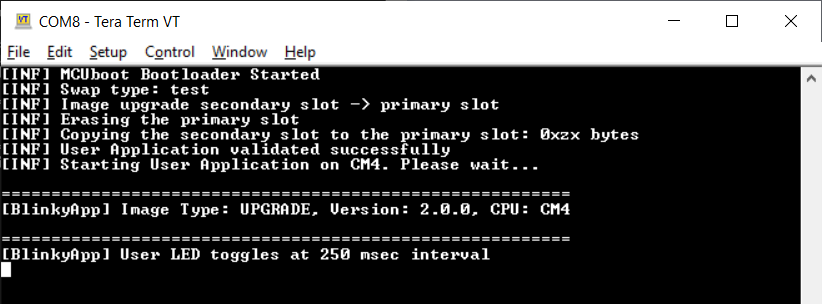 COM8 - Tera Term VT
File Edit Setup Control Window Help
[INF] MCUboot Bootloader Started
[INF] Swap type: test
[INF] Image upgrade secondary slot -> primary slot
[INF] Erasing the primary slot
[INF] Copying the secondary slot to the primary slot: 0xzx bytes
[INF] User Application validated successfully
[INF] Starting User Application on CM4. Please wait...
=========================================================
[BlinkyApp] Image Type: UPGRADE, Version: 2.0.0, CPU: CM4
=========================================================
[BlinkyApp] User LED toggles at 250 msec interval